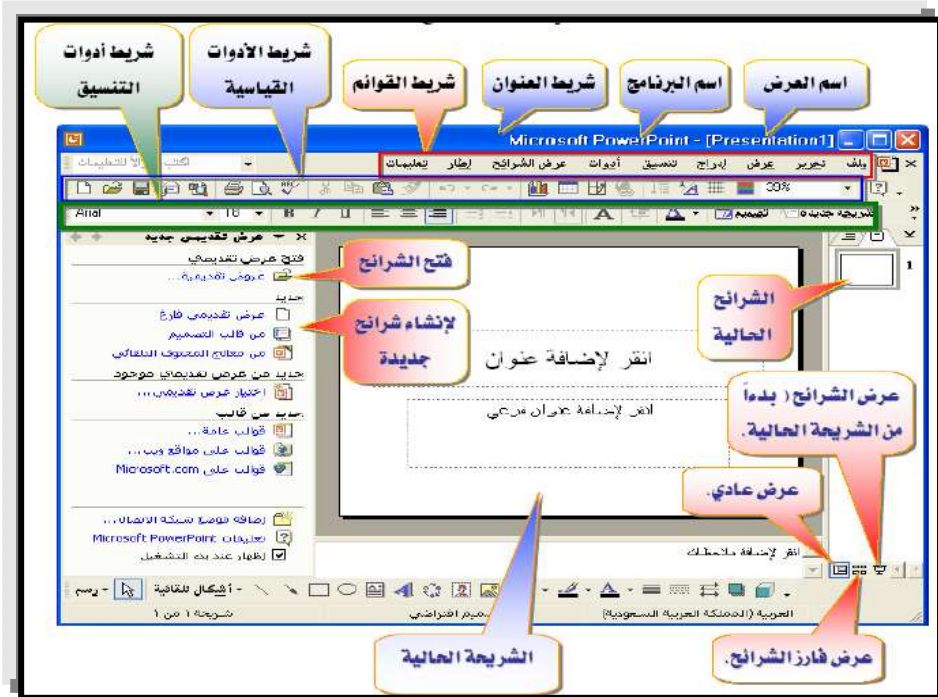 شريط أدوات
التنسيق
شريط الأدوات
القياسية
شريط القوائم
شريط العنوان
اسم البرنامج
اسم العرض
Microsoft PowerPoint - [Presentation1]
ملف تحرير عرض إدراج تنسيق أدوات عرض الشرائح إطار تعليمات
39%
Arial 18 B I U
تصميم شريحة جديدة
عرض تقديمي جديد
فتح عرض تقديمي
عروض تقديمية...
جديد
عرض تقديمي فارغ
من قالب التصميم
من معالج المحتوى التلقائي
جديد من عرض تقديمي موجود
اختيار عرض تقديمي...
جديد من قالب
قوالب عامة...
قوالب على مواقع ويب...
قوالب على Microsoft.com
إضافة موضع شبكة الاتصال...
تعليمات Microsoft PowerPoint
إظهار عند بدء التشغيل
فتح الشرائح
لإنشاء شرائح
جديدة
انقر لإضافة عنوان
انقر لإضافة عنوان فرعي
1
الشرائح
الحالية
عرض الشرائح ( بدءاً
من الشريحة الحالية.
عرض عادي.
انقر لإضافة ملاحظات
رسم
أشكال تلقائية
شريحة ١ من ١
تصميم افتراضي
العربية (المملكة العربية السعودية)
الشريحة الحالية
عرض فارز الشرائح.